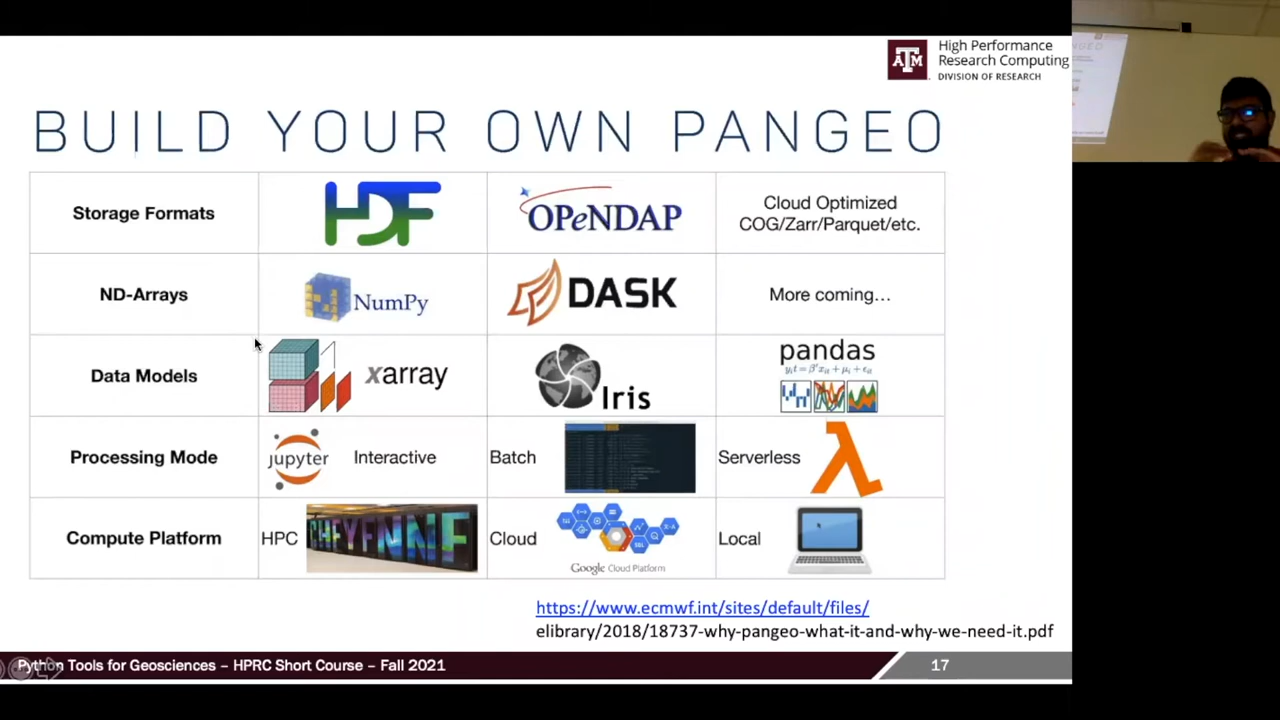 High Performance
Research Computing
DIVISION OF RESEARCH
BUILD YOUR OWN PANGEO
Storage Formats
HDF
OPeNDAP
Cloud Optimized
COG/Zarr/Parquet/etc.
ND-Arrays
NumPy
DASK
More coming...
Data Models
xarray
Iris
pandas
Processing Mode
jupyter
Interactive
Batch
Serverless
λ
Compute Platform
HPC
CHEYENNE
Cloud
Google Cloud Platform
Local
https://www.ecmwf.int/sites/default/files/
elibrary/2018/18737-why-pangeo-what-it-and-why-we-need-it.pdf
Python Tools for Geosciences – HPRC Short Course – Fall 2021
17